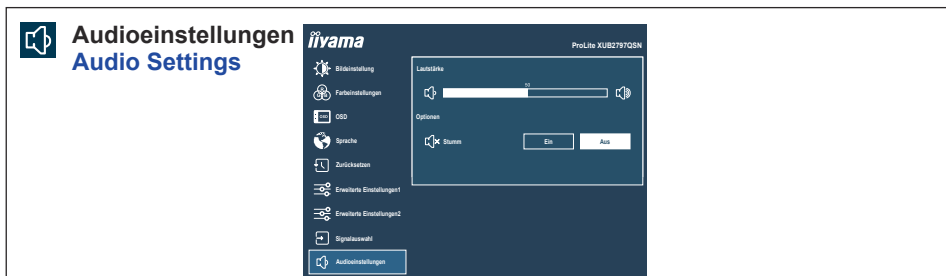 Audioeinstellungen
Audio Settings
iiyama
ProLite XUB2797QSN
Bildeinstellung
Farbeinstellungen
OSD
OSD
Sprache
Zurücksetzen
Erweiterte Einstellungen1
Erweiterte Einstellungen2
Signalauswahl
Audioeinstellungen
Lautstärke
50
Optionen
Stumm
Ein
Aus